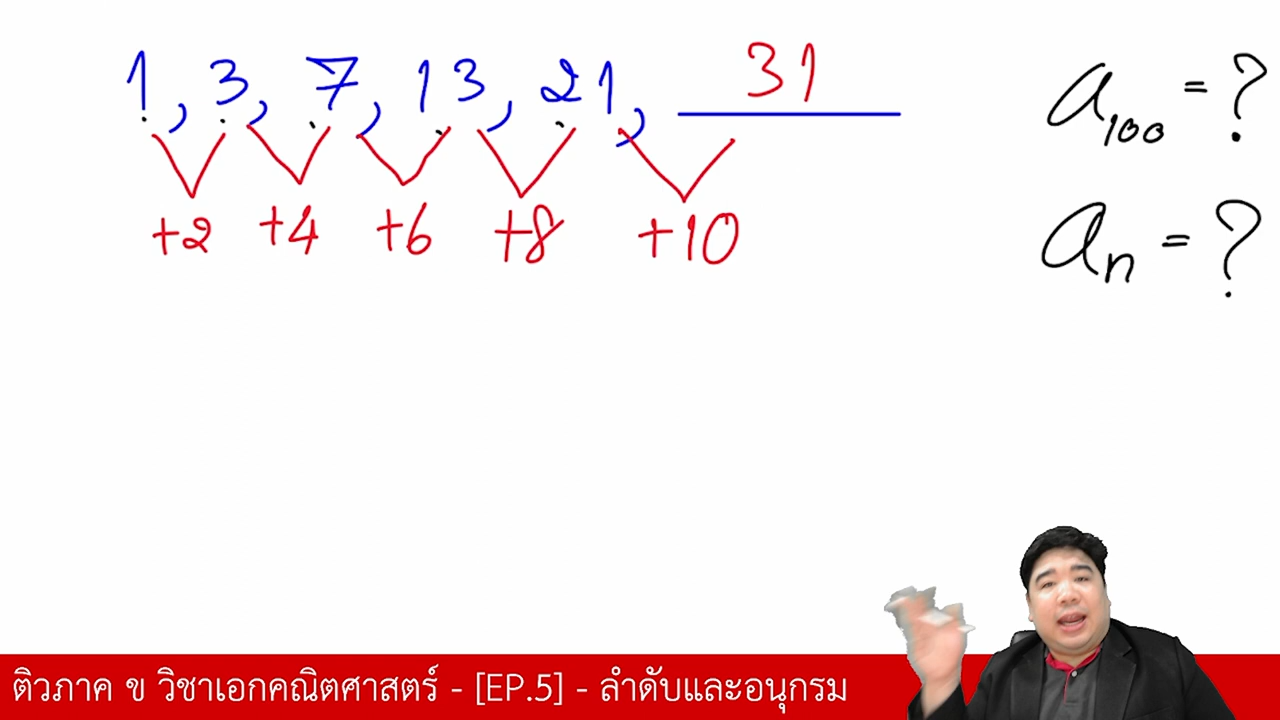 1, 3, 7, 13, 21, 31
+2 +4 +6 +8 +10
a₁₀₀ = ?
aₙ = ?
ติวภาค ข วิชาเอกคณิตศาสตร์ - [EP.5] - ลำดับและอนุกรม